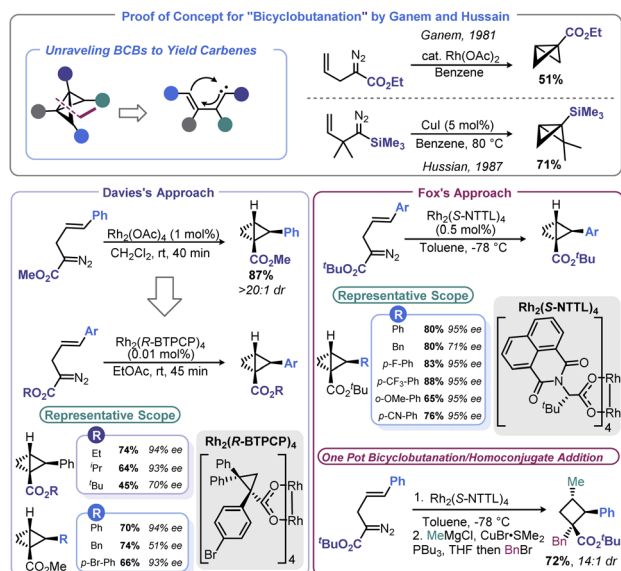 Proof of Concept for "Bicyclobutanation" by Ganem and Hussain
Unraveling BCBs to Yield Carbenes
Ganem, 1981
N2
CO2Et
cat. Rh(OAc)2
Benzene
CO2Et
51%
N2
SiMe3
CuI (5 mol%)
Benzene, 80 °C
Hussian, 1987
SiMe3
71%
Davies's Approach
Ph
MeO2C
N2
Rh2(OAc)4 (1 mol%)
CH2Cl2, rt, 40 min
H
Ph
CO2Me
87%
>20:1 dr
Ar
RO2C
N2
Rh2(R-BTPCP)4
(0.01 mol%)
EtOAc, rt, 45 min
H
Ar
CO2R
Representative Scope
H
Ph
CO2R
R
Et 74% 94% ee
iPr 64% 93% ee
tBu 45% 70% ee
H
R
CO2Me
R
Ph 70% 94% ee
Bn 74% 51% ee
p-Br-Ph 66% 93% ee
Rh2(R-BTPCP)4
Ph
Ph
H
O
Rh
O
Rh
Br
4
Fox's Approach
Ar
tBuO2C
N2
Rh2(S-NTTL)4
(0.5 mol%)
Toluene, -78 °C
H
Ar
CO2tBu
Representative Scope
H
R
CO2tBu
R
Ph 80% 95% ee
Bn 80% 71% ee
p-F-Ph 83% 95% ee
p-CF3-Ph 88% 95% ee
o-OMe-Ph 65% 95% ee
p-CN-Ph 76% 95% ee
Rh2(S-NTTL)4
O
N
O
H
tBu
O
Rh
O
Rh
4
One Pot Bicyclobutanation/Homoconjugate Addition
Ph
tBuO2C
N2
1. Rh2(S-NTTL)4
Toluene, -78 °C
2. MeMgCl, CuBr•SMe2
PBu3, THF then BnBr
Me
Ph
Bn
CO2tBu
72%, 14:1 dr